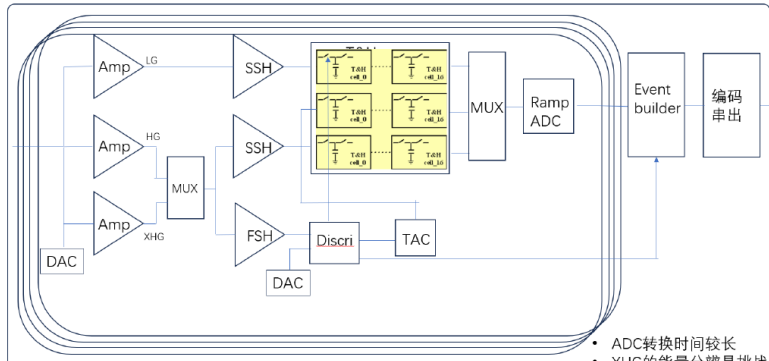 Amp
LG
SSH
T&H
cell_0
T&H
cell_16
MUX
Ramp
ADC
Event
builder
编码
串出
Amp
HG
MUX
SSH
T&H
cell_0
T&H
cell_16
Amp
XHG
T&H
cell_0
T&H
cell_16
FSH
Discri
TAC
DAC
DAC
• ADC转换时间较长